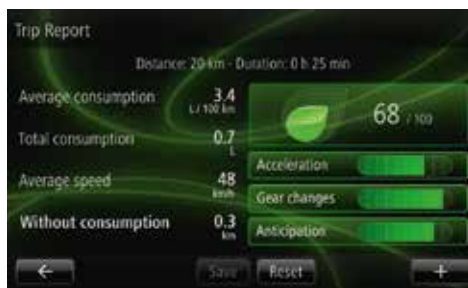 Trip Report
Distance: 20 km - Duration: 0 h 25 min
Average consumption 3.4 L / 100 km
Total consumption 0.7 L
Average speed 48 km/h
Without consumption 0.3 km
68 / 100
Acceleration
Gear changes
Anticipation
Save Reset +